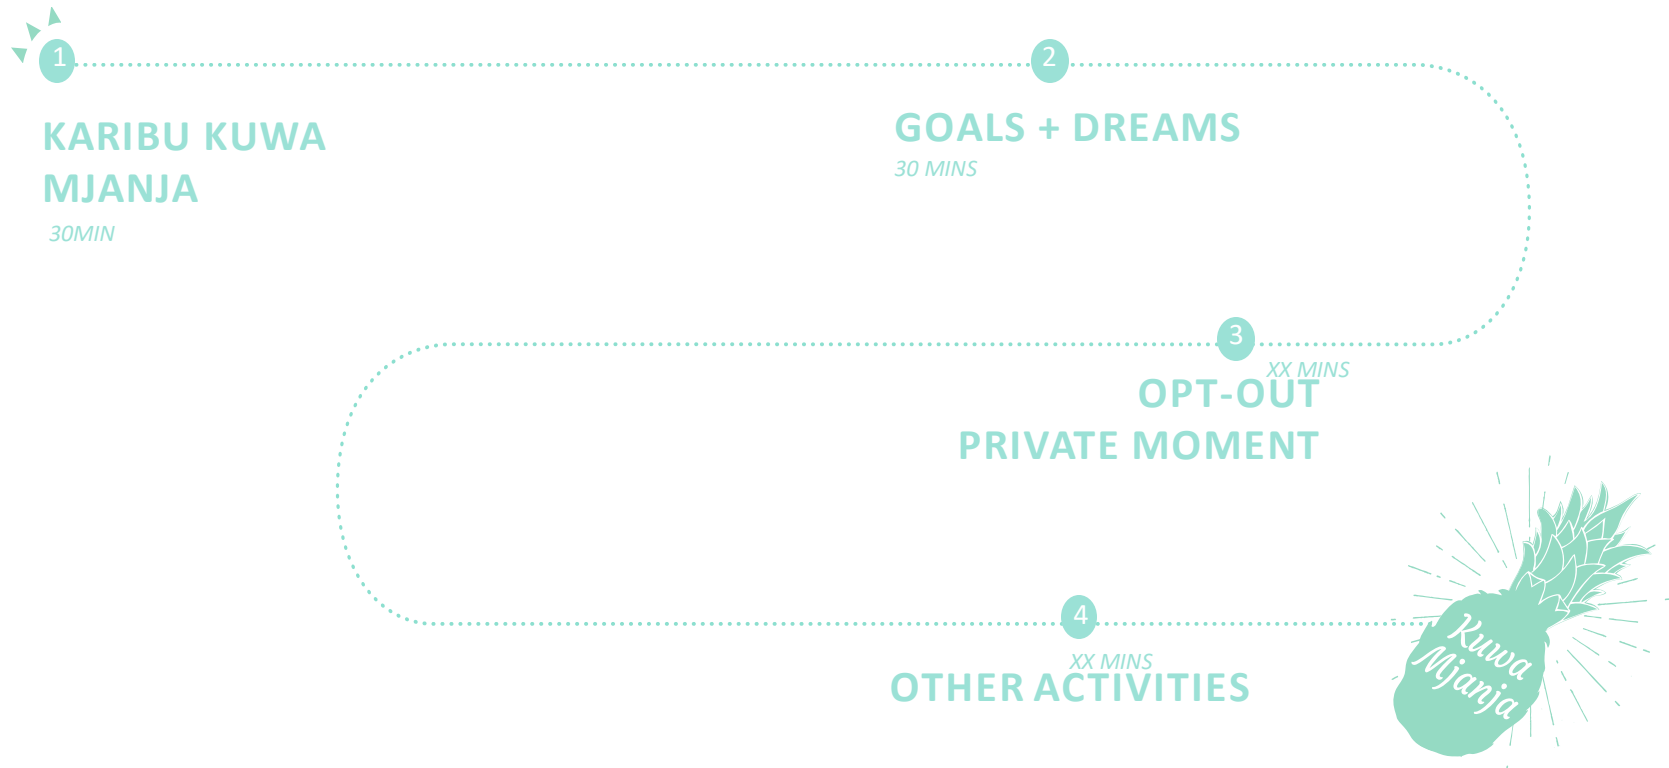 1
KARIBU KUWA
MJANJA
30MIN
2
GOALS + DREAMS
30 MINS
3
XX MINS
OPT-OUT
PRIVATE MOMENT
4
XX MINS
OTHER ACTIVITIES
Kuwa
Mjanja